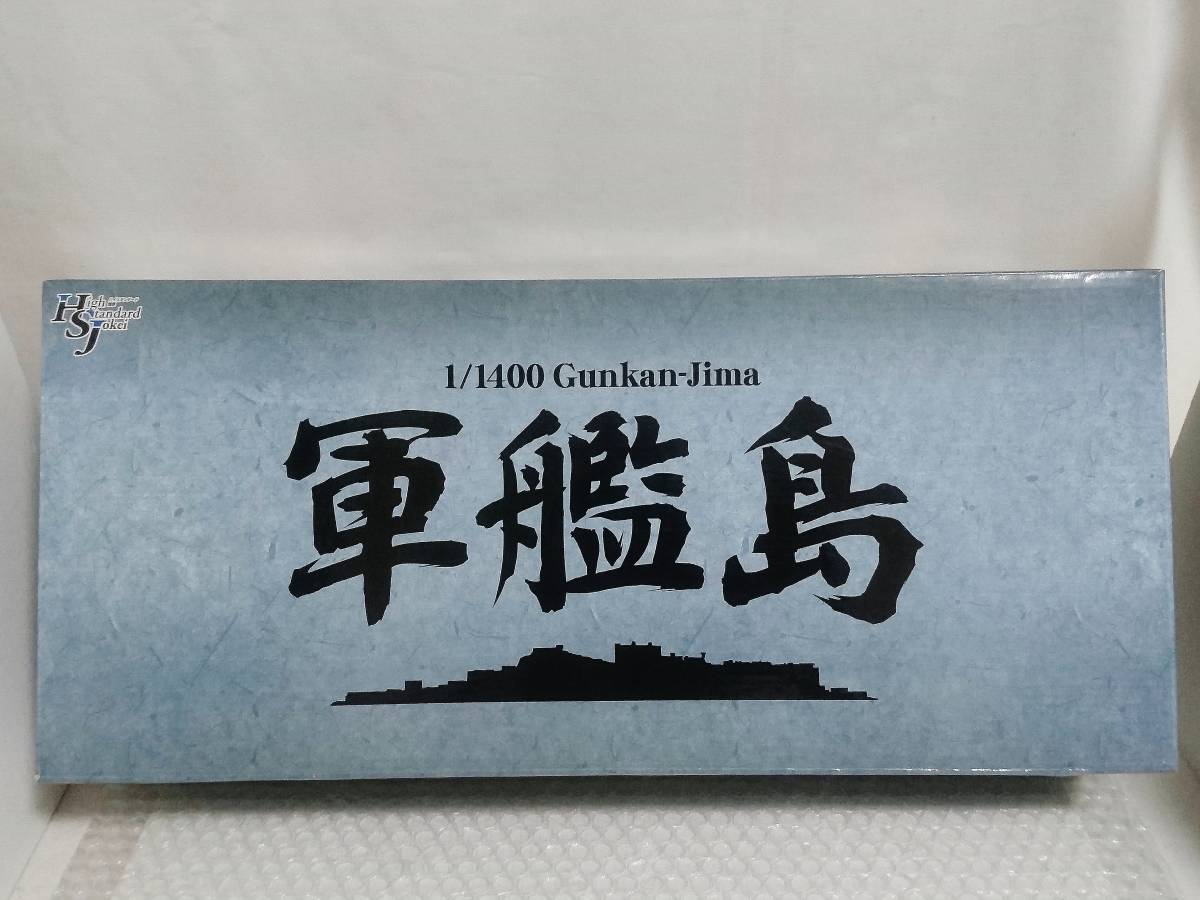 High
Standard
Jokei
1/1400 Gunkan-Jima
軍艦島